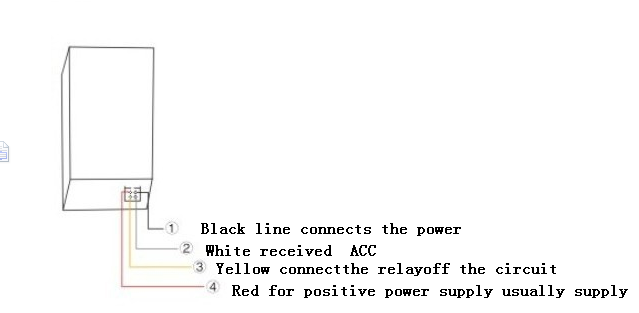 ① Black line connects the power
② White received ACC
③ Yellow connectthe relayoff the circuit
④ Red for positive power supply usually supply